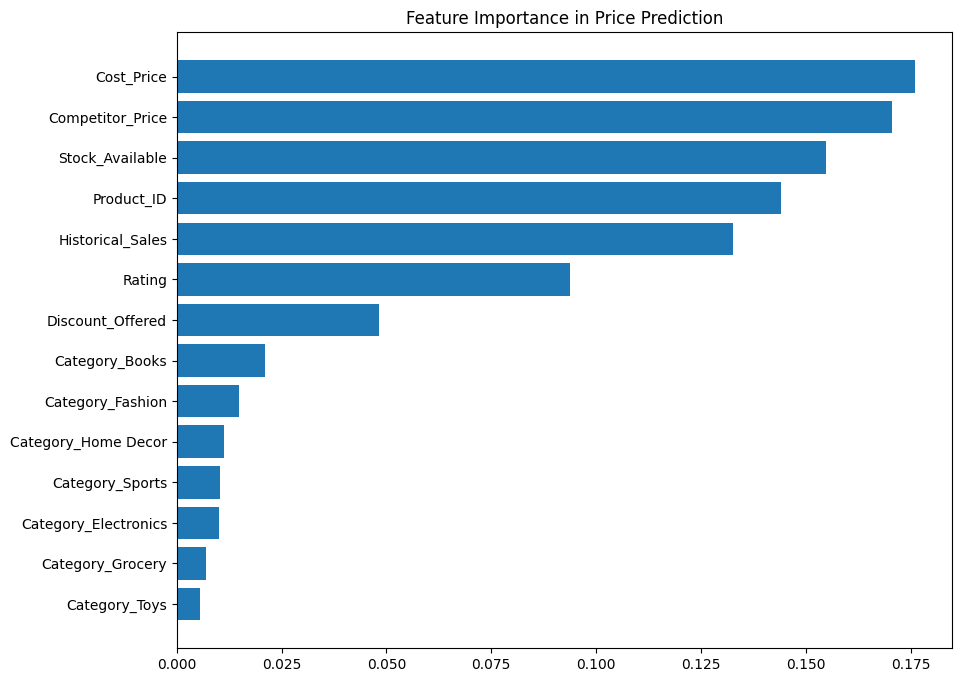 Feature Importance in Price Prediction
Cost_Price
Competitor_Price
Stock_Available
Product_ID
Historical_Sales
Rating
Discount_Offered
Category_Books
Category_Fashion
Category_Home Decor
Category_Sports
Category_Electronics
Category_Grocery
Category_Toys
0.000 0.025 0.050 0.075 0.100 0.125 0.150 0.175